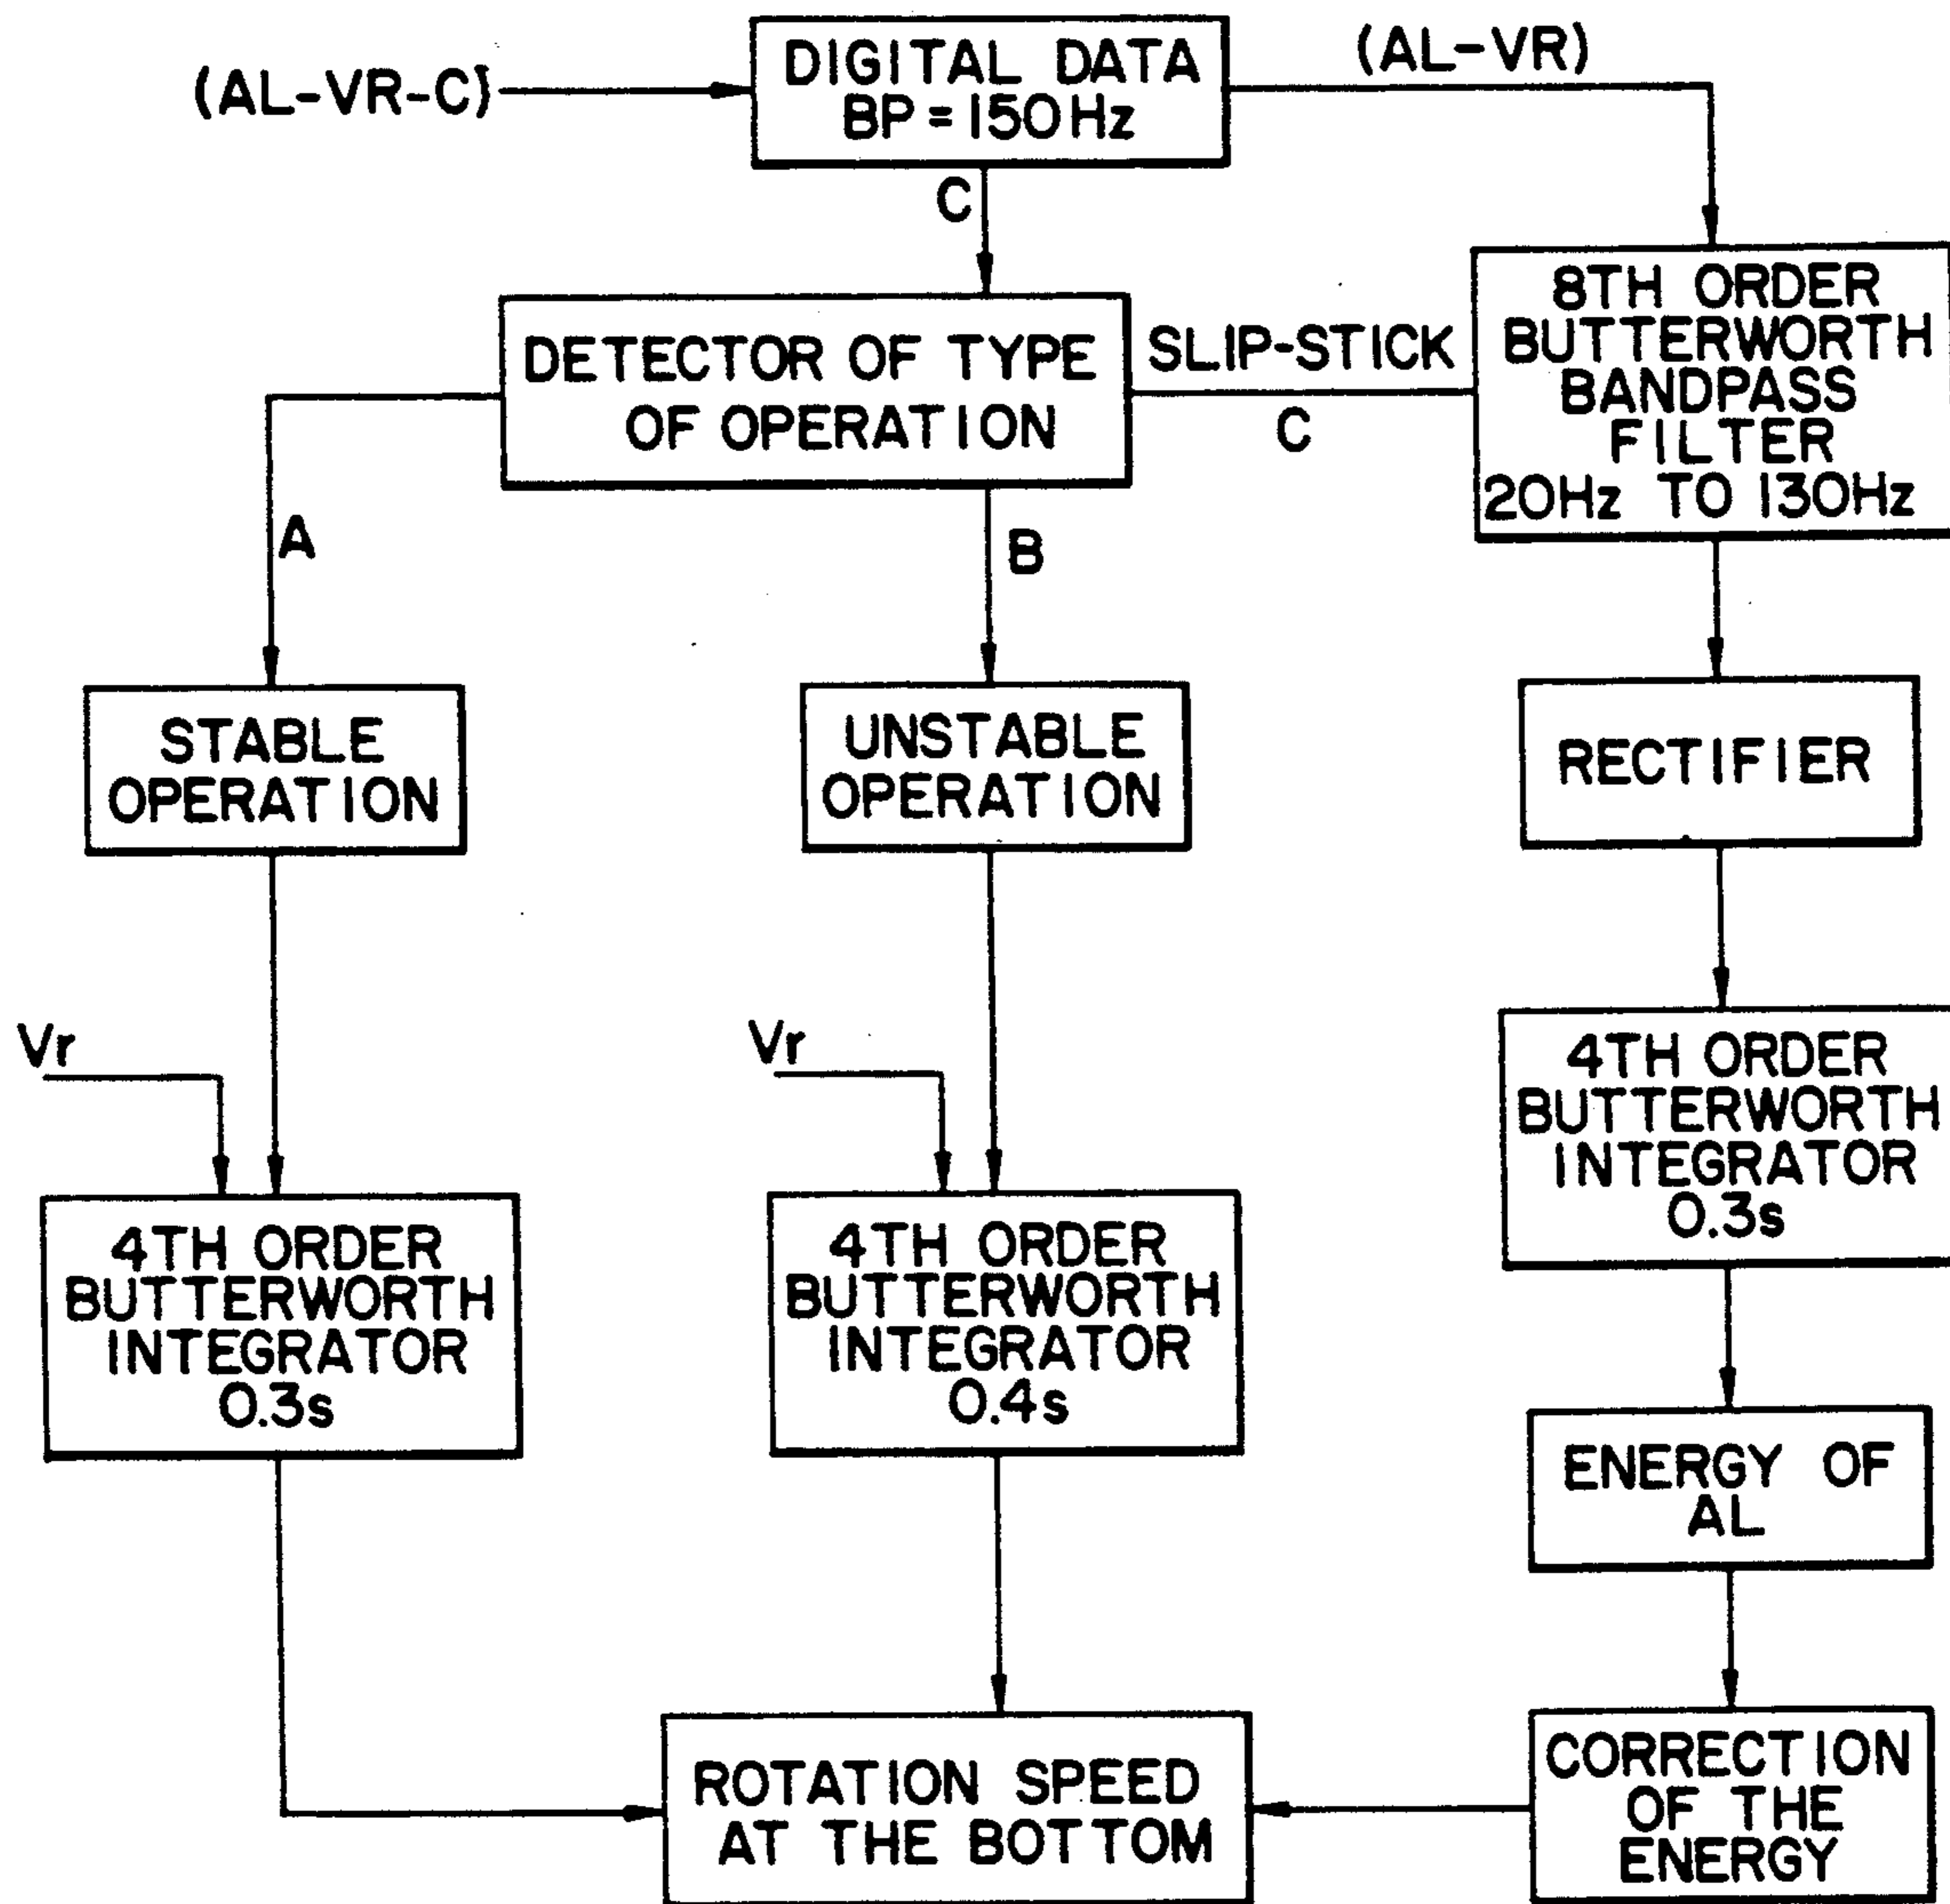 (AL-VR-C)
DIGITAL DATA
BP=150Hz
(AL-VR)
C
DETECTOR OF TYPE
OF OPERATION
SLIP-STICK
C
8TH ORDER
BUTTERWORTH
BANDPASS
FILTER
20Hz TO 130Hz
A
B
STABLE
OPERATION
UNSTABLE
OPERATION
RECTIFIER
Vr
Vr
4TH ORDER
BUTTERWORTH
INTEGRATOR
0.3s
4TH ORDER
BUTTERWORTH
INTEGRATOR
0.4s
4TH ORDER
BUTTERWORTH
INTEGRATOR
0.3s
ENERGY OF
AL
ROTATION SPEED
AT THE BOTTOM
CORRECTION
OF THE
ENERGY